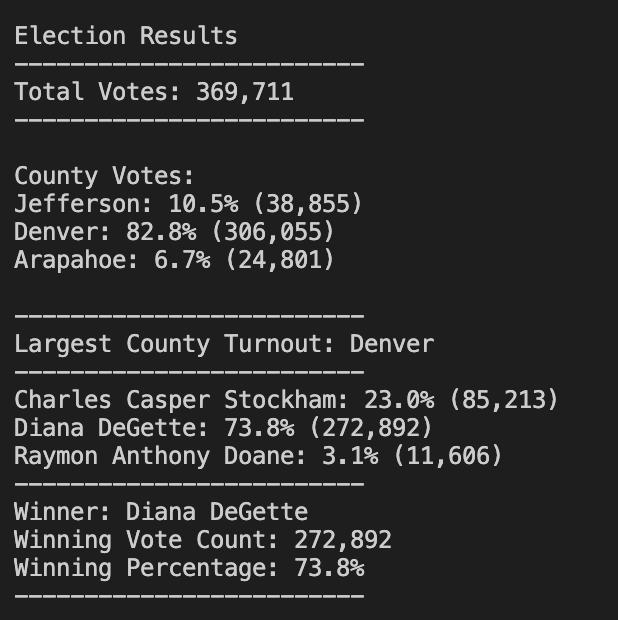 Election Results
-------------------------
Total Votes: 369,711
-------------------------
County Votes:
Jefferson: 10.5% (38,855)
Denver: 82.8% (306,055)
Arapahoe: 6.7% (24,801)
-------------------------
Largest County Turnout: Denver
-------------------------
Charles Casper Stockham: 23.0% (85,213)
Diana DeGette: 73.8% (272,892)
Raymon Anthony Doane: 3.1% (11,606)
-------------------------
Winner: Diana DeGette
Winning Vote Count: 272,892
Winning Percentage: 73.8%
-------------------------